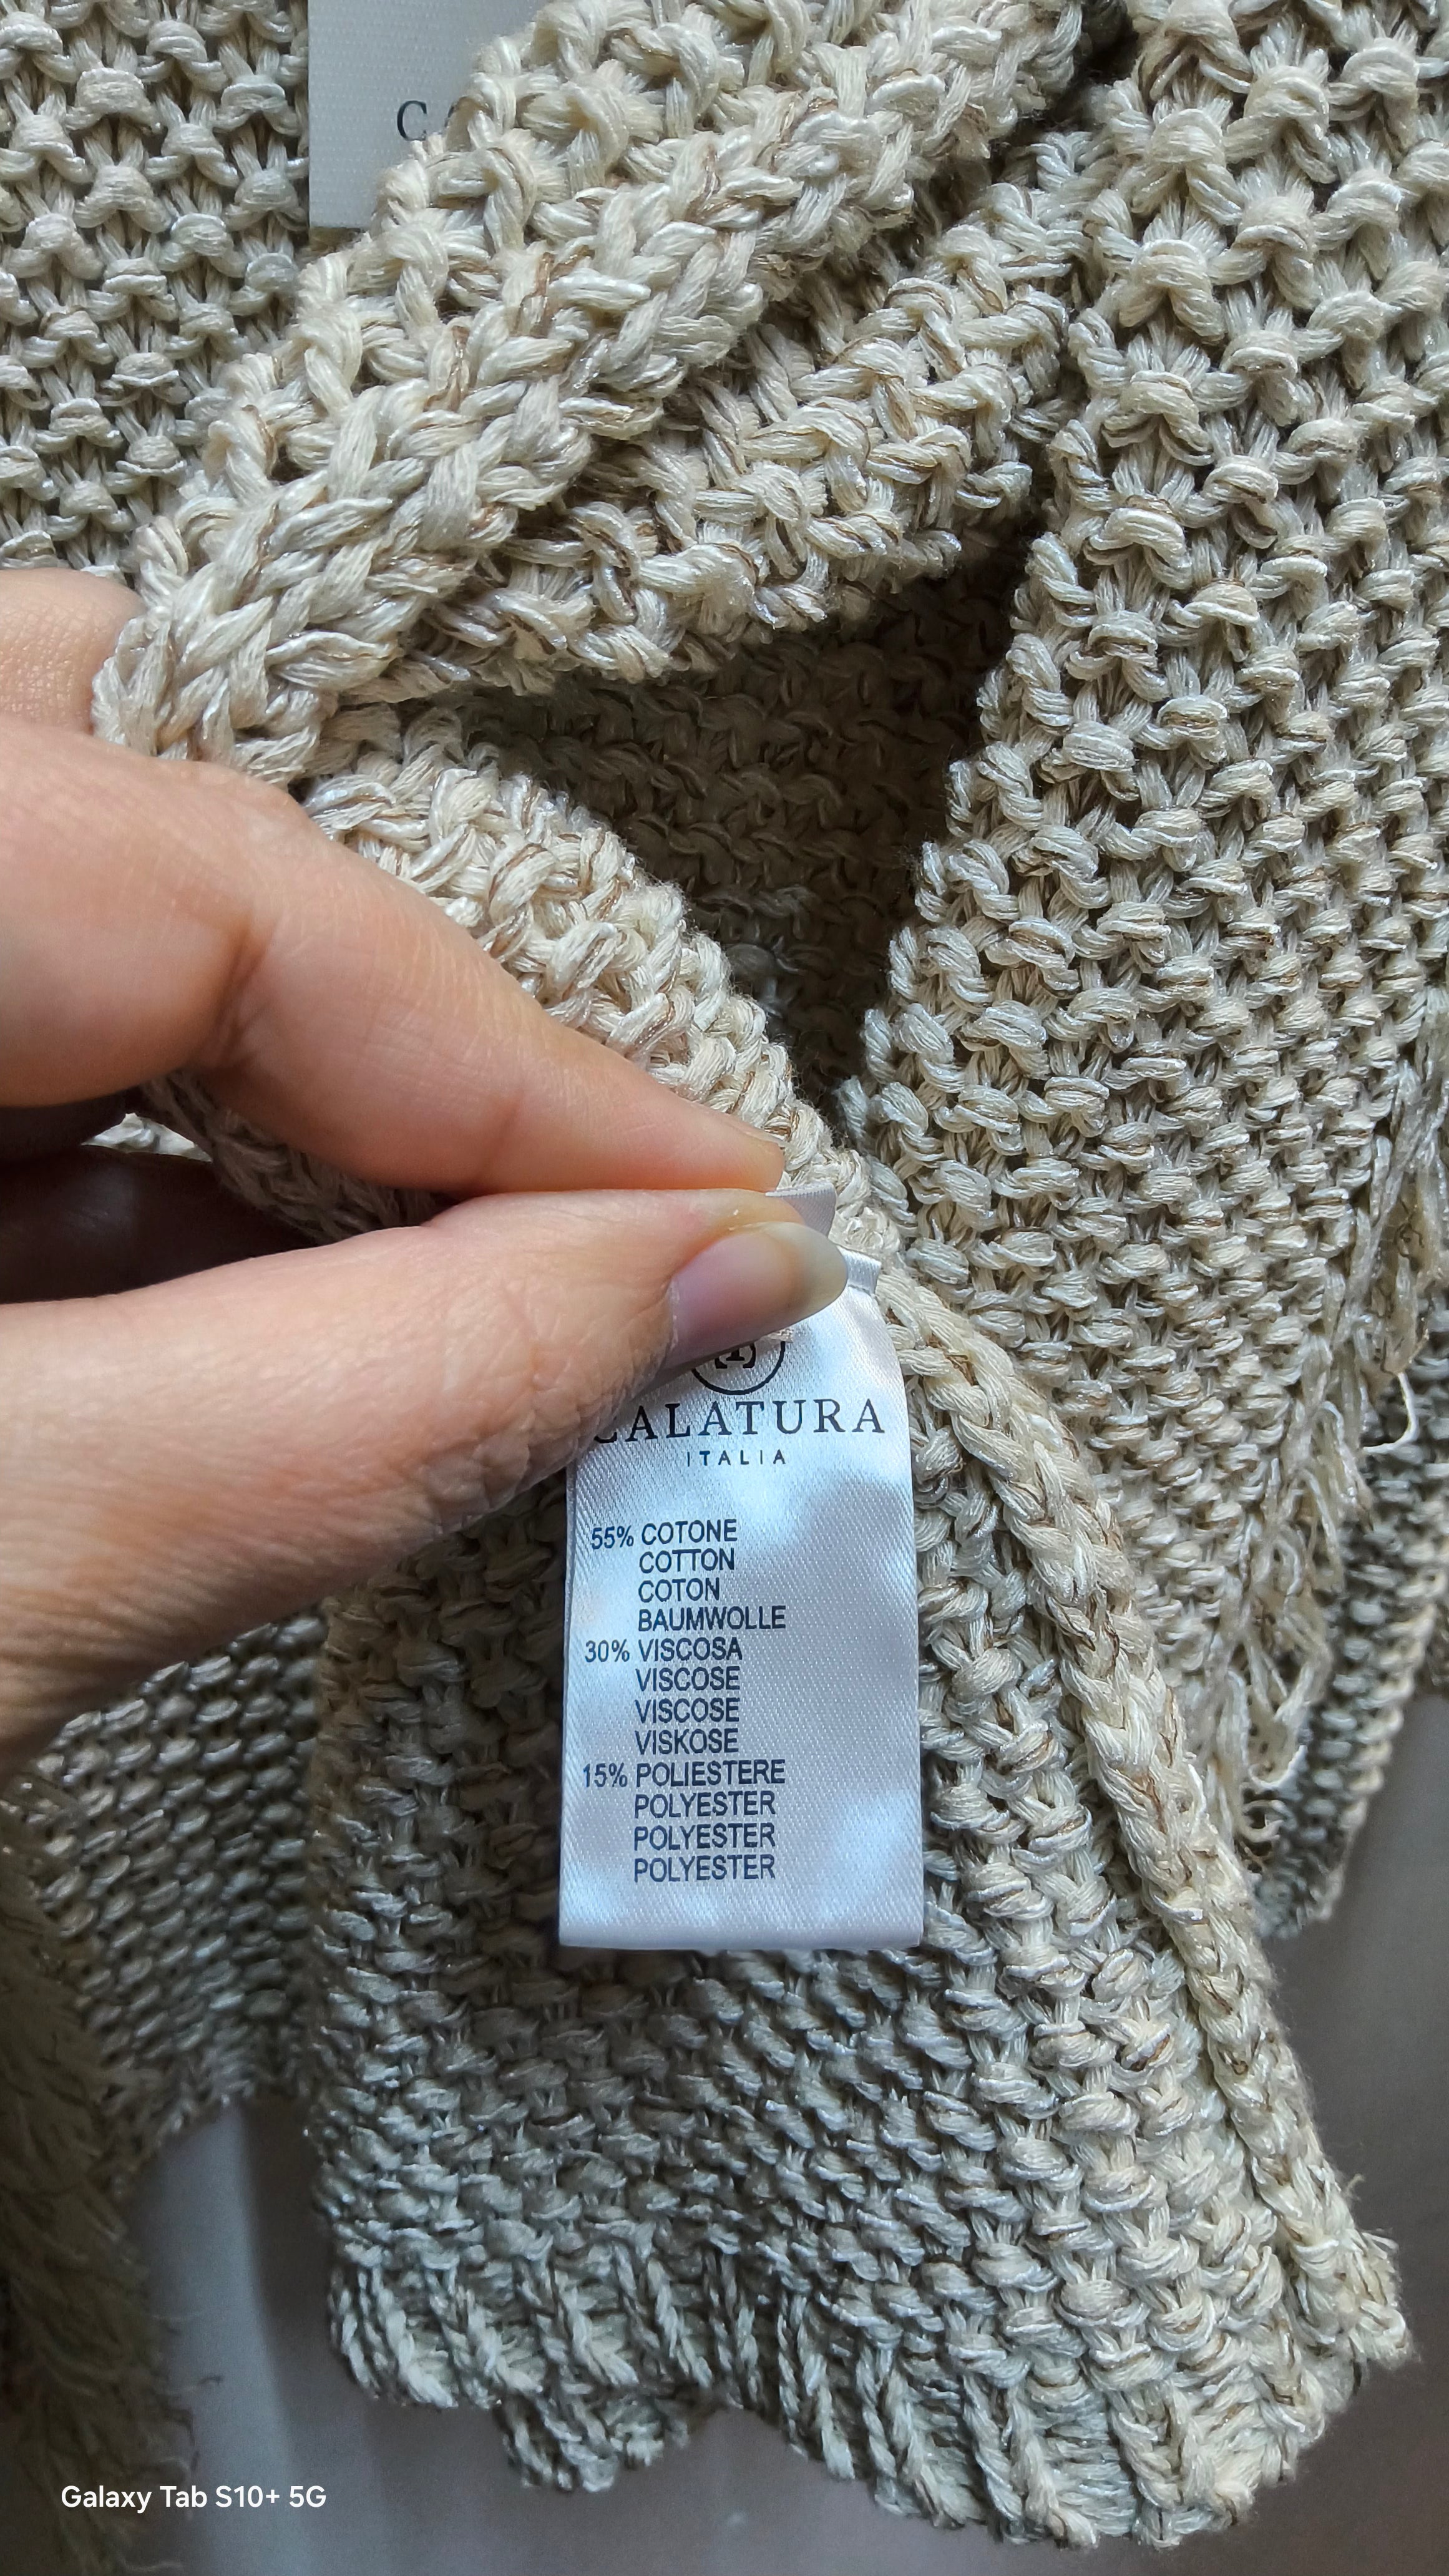 CALATURA
ITALIA
55% COTONE
COTTON
COTON
BAUMWOLLE
30% VISCOSA
VISCOSE
VISCOSE
VISKOSE
15% POLIESTERE
POLYESTER
POLYESTER
POLYESTER
Galaxy Tab S10+ 5G